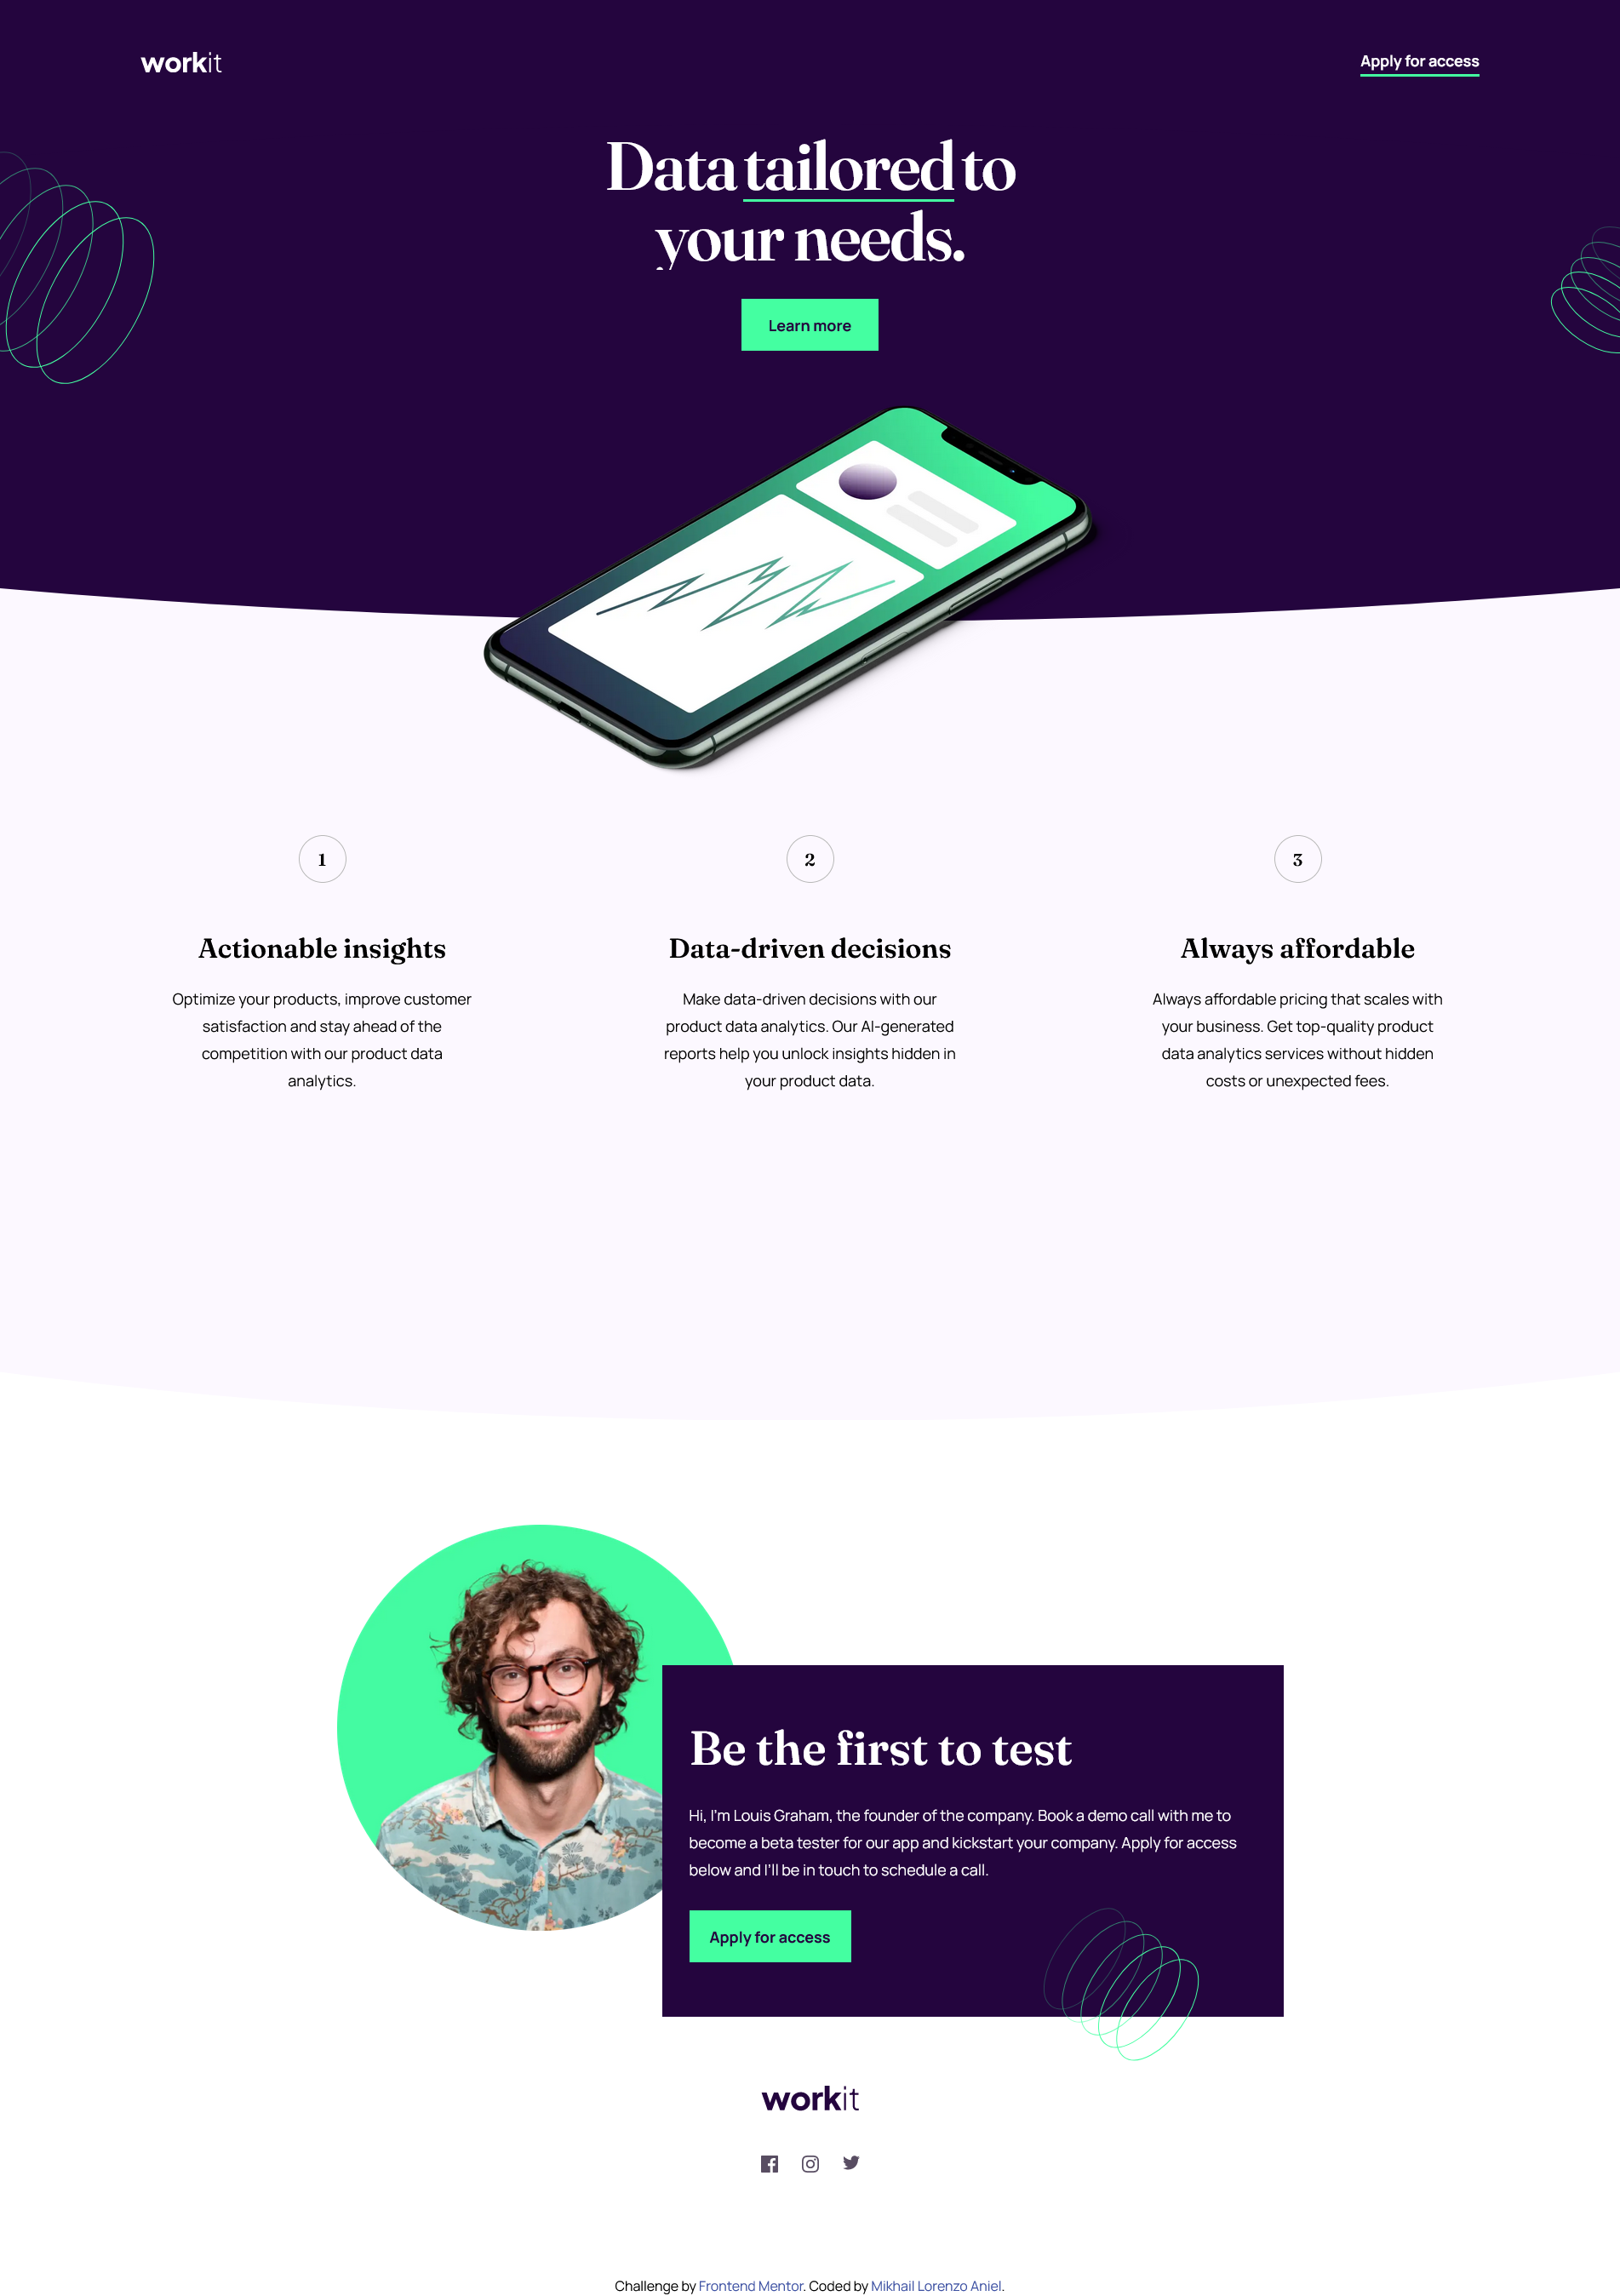 workit
Apply for access
Data tailored to
your needs.
Learn more
1
2
3
Actionable insights
Data-driven decisions
Always affordable
Optimize your products, improve customer
satisfaction and stay ahead of the
competition with our product data
analytics.
Make data-driven decisions with our
product data analytics. Our AI-generated
reports help you unlock insights hidden in
your product data.
Always affordable pricing that scales with
your business. Get top-quality product
data analytics services without hidden
costs or unexpected fees.
Be the first to test
Hi, I'm Louis Graham, the founder of the company. Book a demo call with me to
become a beta tester for our app and kickstart your company. Apply for access
below and I'll be in touch to schedule a call.
Apply for access
workit
Challenge by Frontend Mentor. Coded by Mikhail Lorenzo Aniel.